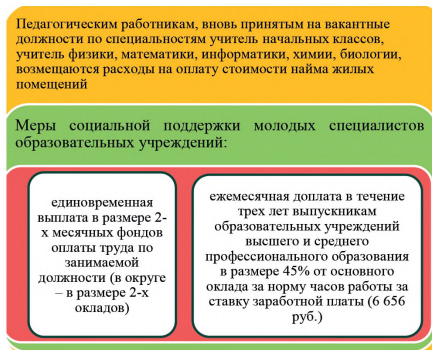 Педагогическим работникам, вновь принятым на вакантные
должности по специальностям учитель начальных классов,
учитель физики, математики, информатики, химии, биологии,
возмещаются расходы на оплату стоимости найма жилых
помещений
Меры социальной поддержки молодых специалистов
образовательных учреждений:
единовременная
выплата в размере 2-
х месячных фондов
оплаты труда по
занимаемой
должности (в округе
– в размере 2-х
окладов)
ежемесячная доплата в течение
трех лет выпускникам
образовательных учреждений
высшего и среднего
профессионального образования
в размере 45% от основного
оклада за норму часов работы за
ставку заработной платы (6 656
руб.)